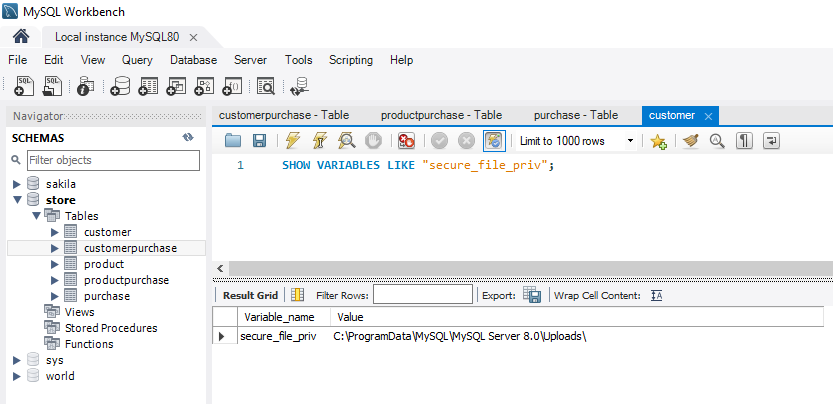 MySQL Workbench
Local instance MySQL80
File Edit View Query Database Server Tools Scripting Help
Navigator
SCHEMAS
Filter objects
sakila
store
Tables
customer
customerpurchase
product
productpurchase
purchase
Views
Stored Procedures
Functions
sys
world
customerpurchase - Table productpurchase - Table purchase - Table customer
Limit to 1000 rows
1 SHOW VARIABLES LIKE "secure_file_priv";
Result Grid Filter Rows: Export: Wrap Cell Content:
Variable_name Value
secure_file_priv C:\ProgramData\MySQL\MySQL Server 8.0\Uploads\